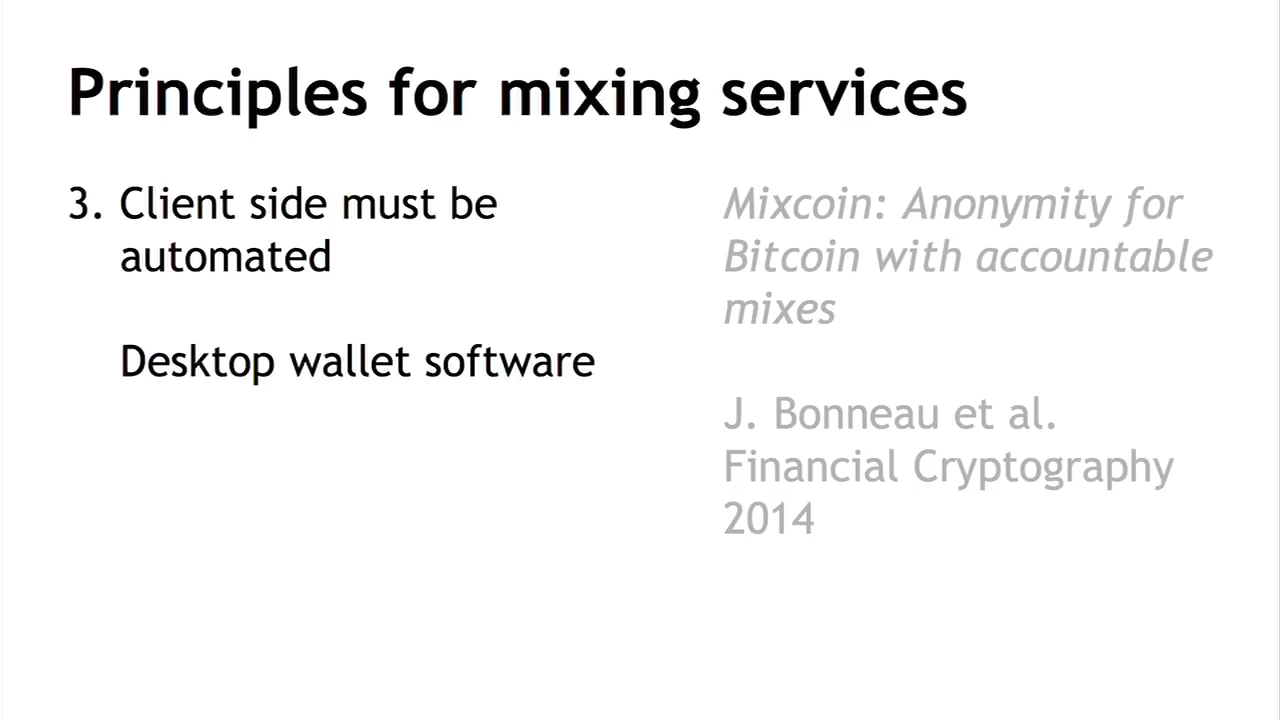 Principles for mixing services
3. Client side must be
automated
Desktop wallet software
Mixcoin: Anonymity for
Bitcoin with accountable
mixes
J. Bonneau et al.
Financial Cryptography
2014